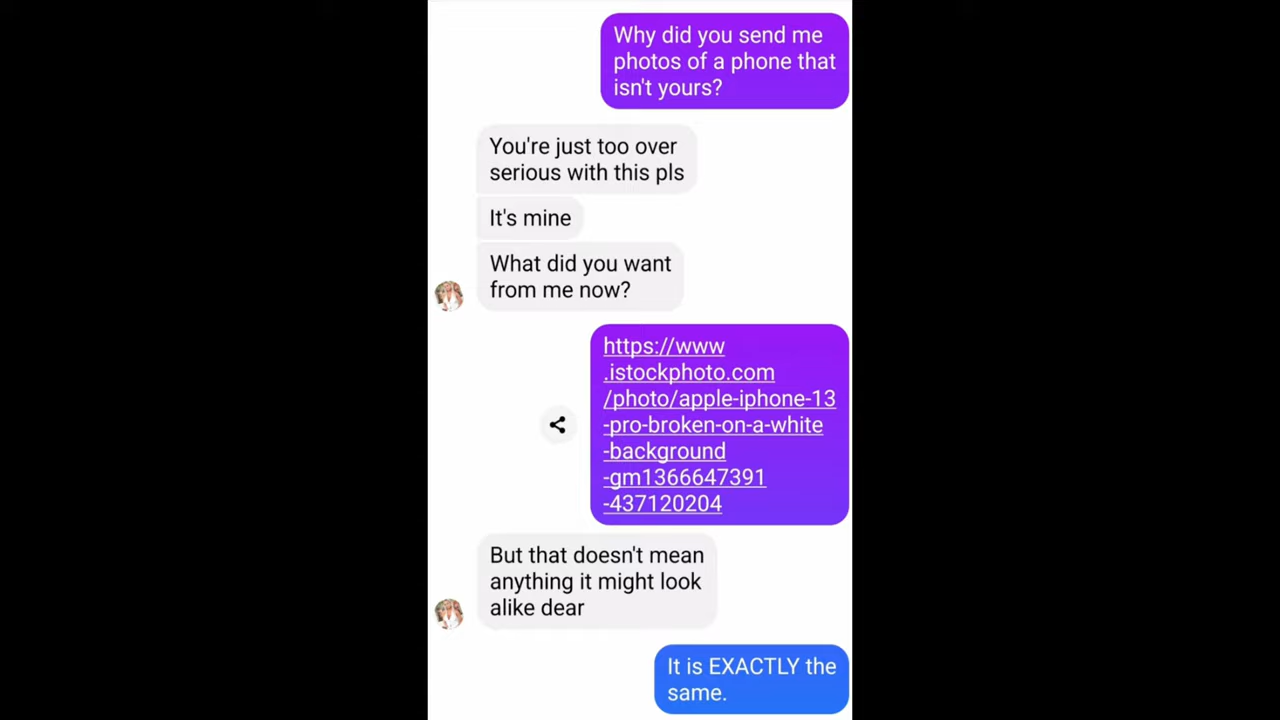 Why did you send me
photos of a phone that
isn't yours?
You're just too over
serious with this pls
It's mine
What did you want
from me now?
https://www
.istockphoto.com
/photo/apple-iphone-13
-pro-broken-on-a-white
-background
-gm1366647391
-437120204
But that doesn't mean
anything it might look
alike dear
It is EXACTLY the
same.